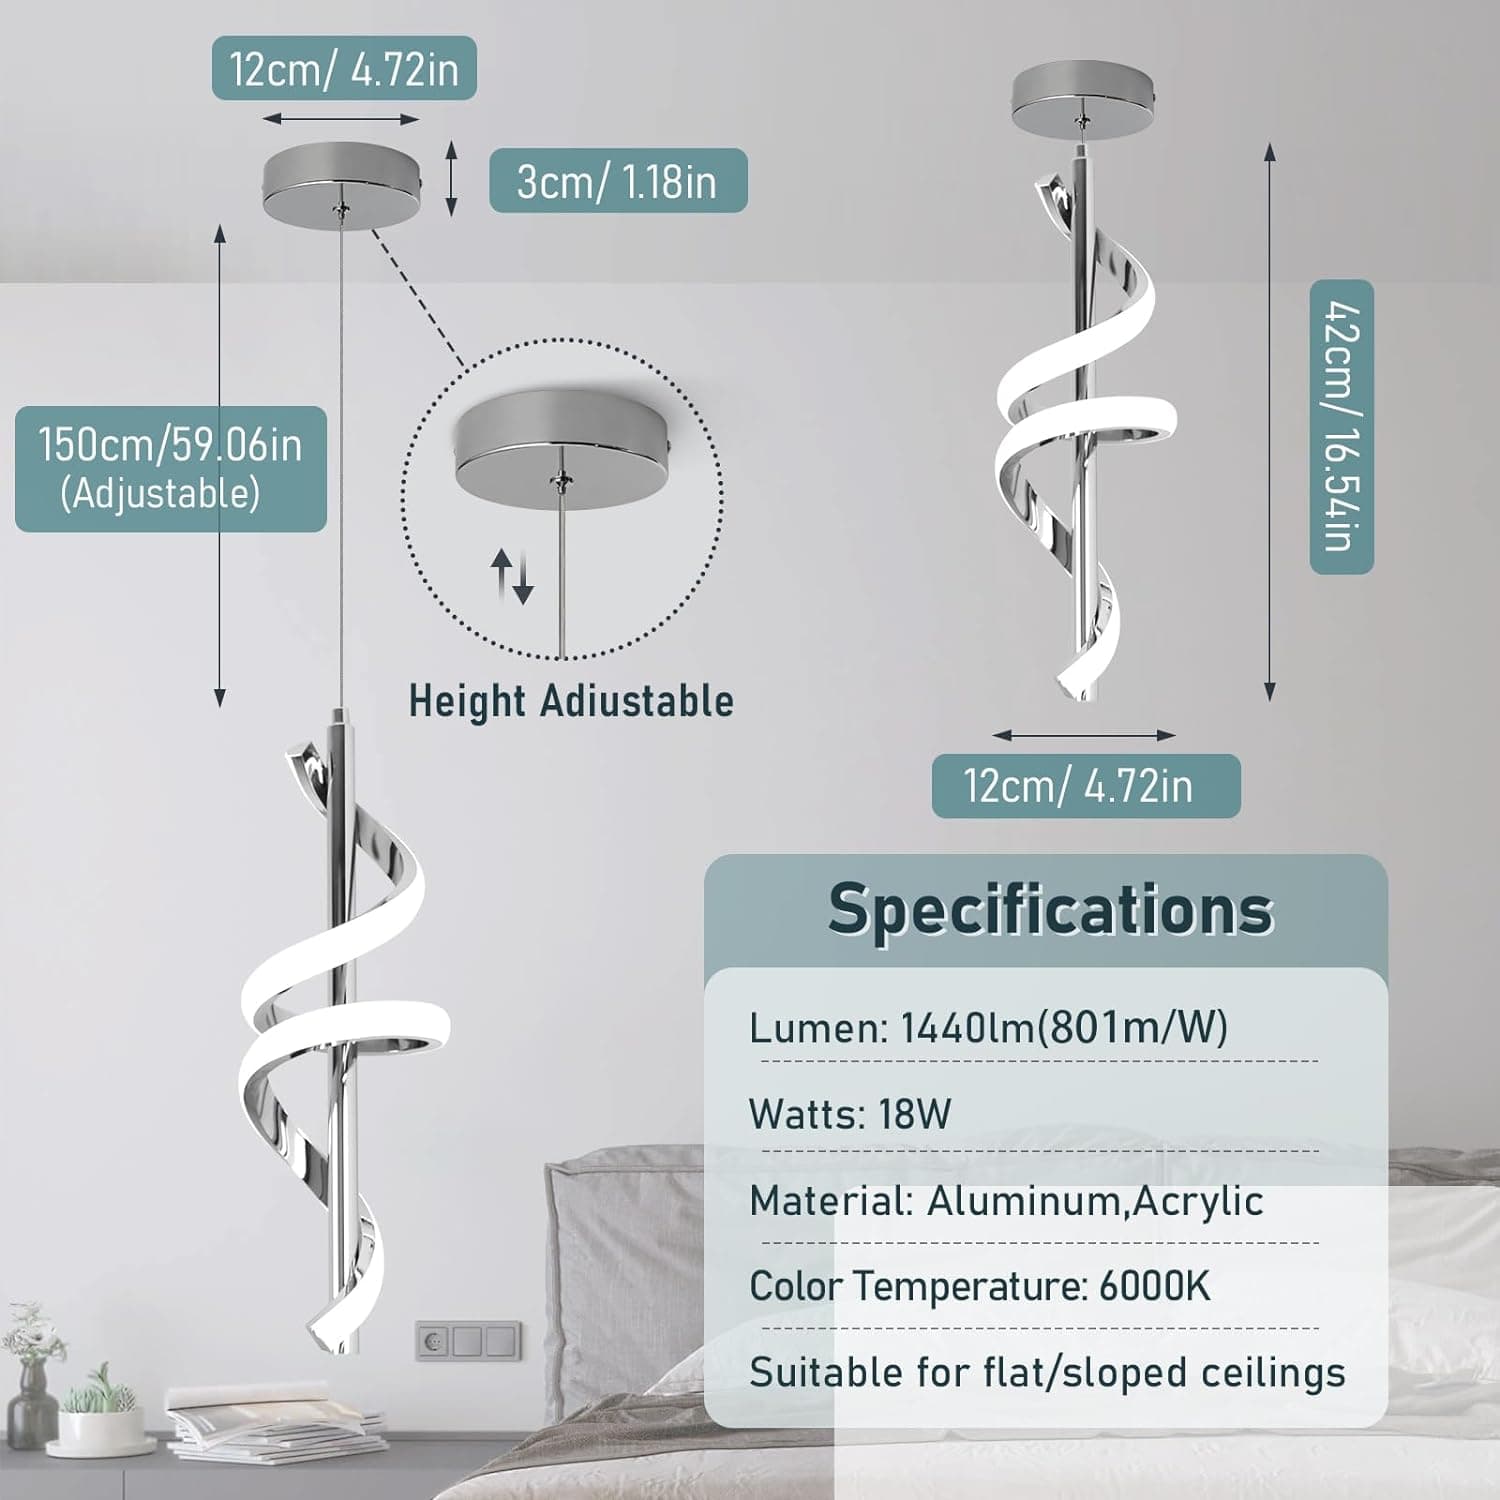 12cm/ 4.72in
3cm/ 1.18in
150cm/59.06in
(Adjustable)
Height Adiustable
42cm/ 16.54in
12cm/ 4.72in
Specifications
Lumen: 1440lm(801m/W)
Watts: 18W
Material: Aluminum,Acrylic
Color Temperature: 6000K
Suitable for flat/sloped ceilings